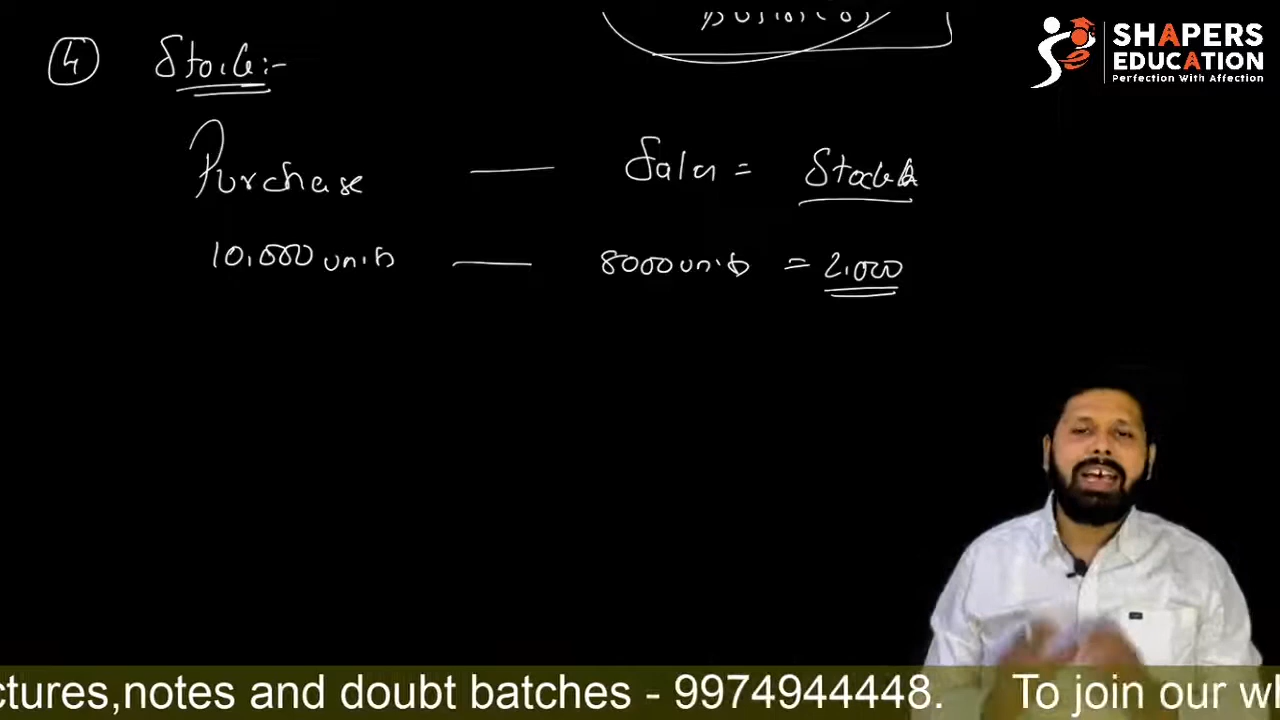 SHAPERS
EDUCATION
Perfection With Affection
4 Stock:-
Purchase — Sales = Stock
10,000 units — 8000 units = 2,000
ctures,notes and doubt batches - 9974944448. To join our wh